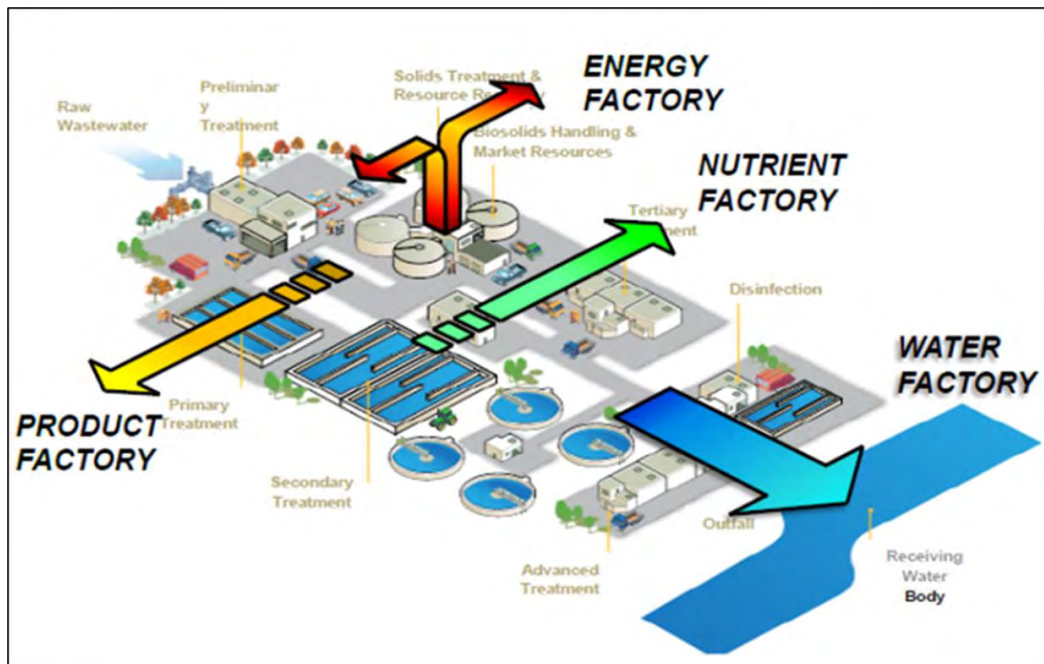 Solids Treatment &
Resource
ENERGY
FACTORY
Preliminar
y
Treatment
Raw
Wastewater
Biosolids Handling &
Market Resources
NUTRIENT
FACTORY
Tertiary
Disinfection
WATER
FACTORY
Primary
Treatment
PRODUCT
FACTORY
Secondary
Treatment
Outfall
Advanced
Treatment
Receiving
Water
Body